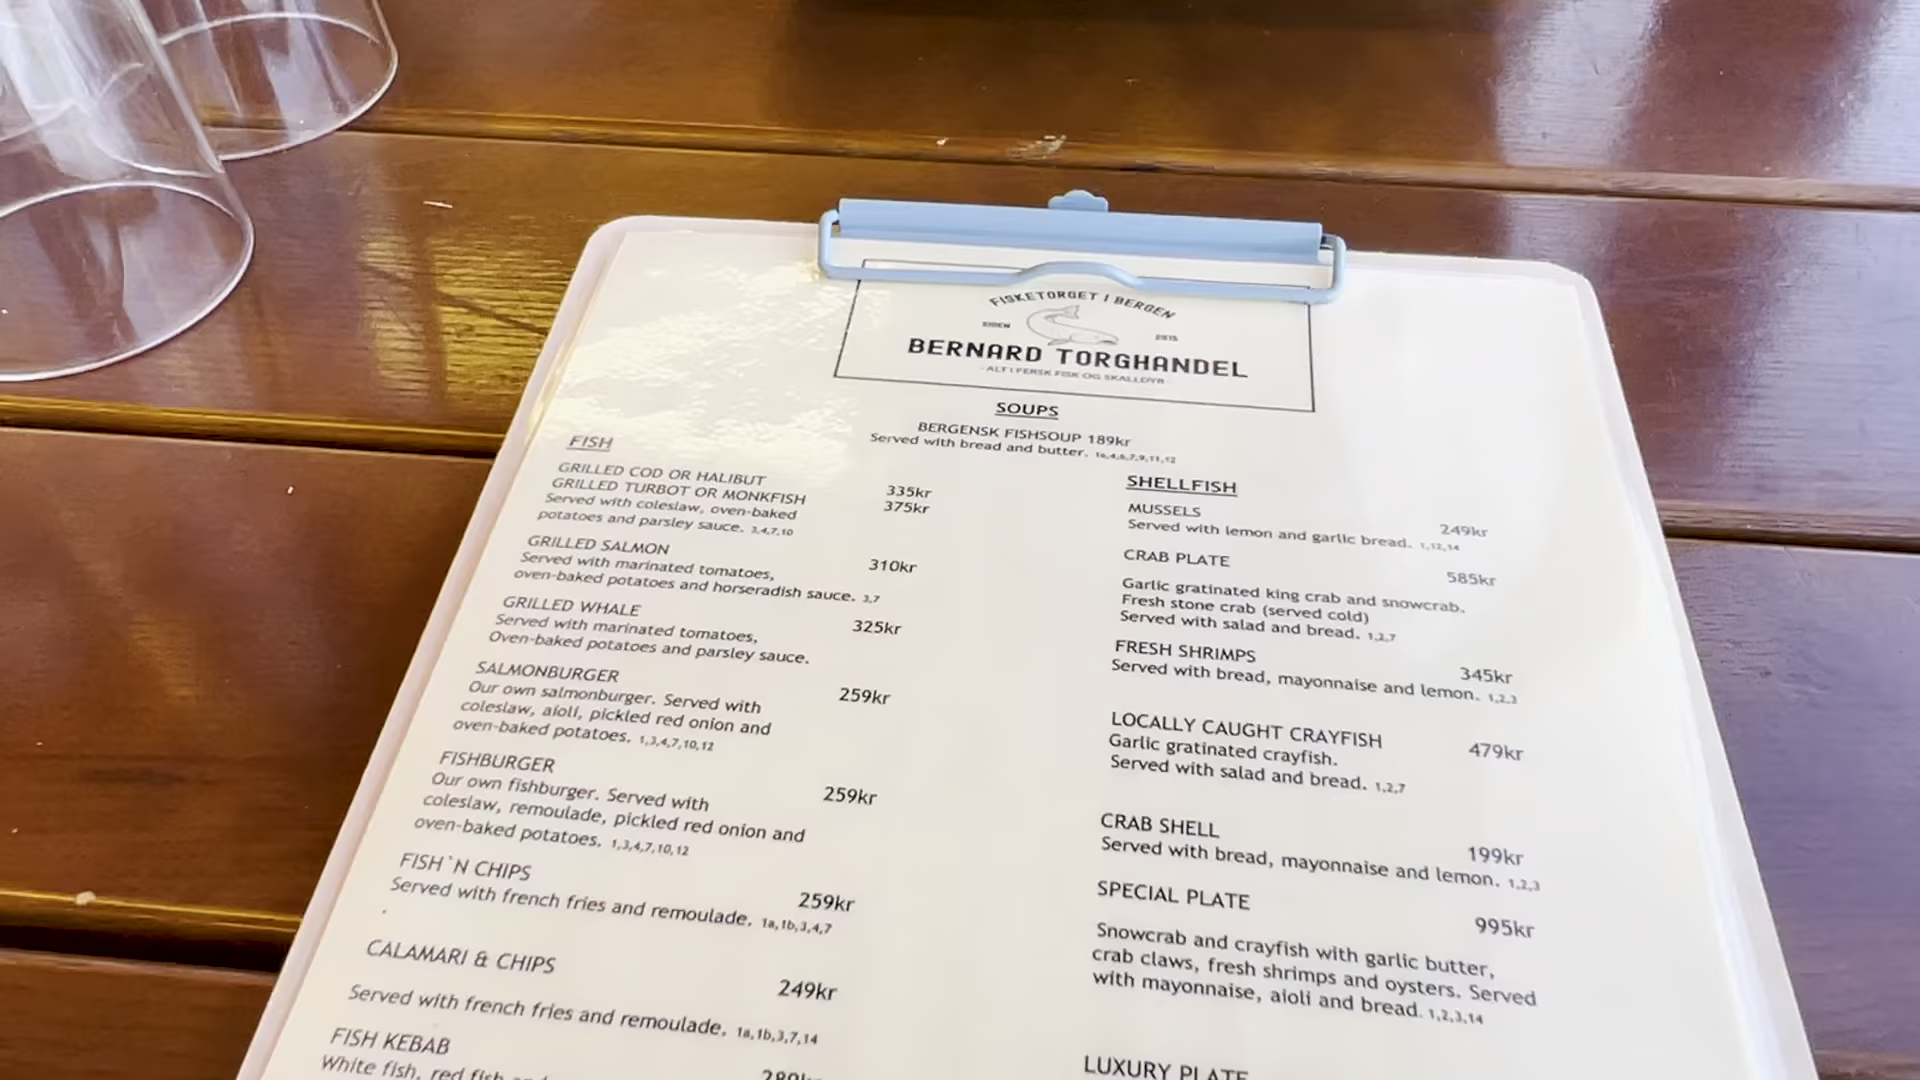 FISKETORGET I BERGEN
SIDEN 2015
BERNARD TORGHANDEL
- ALT I FERSK FISK OG SKALLDYR -
SOUPS
BERGENSK FISHSOUP 189kr
Served with bread and butter. 1a,4,6,7,9,11,12
FISH
GRILLED COD OR HALIBUT 335kr
GRILLED TURBOT OR MONKFISH 375kr
Served with coleslaw, oven-baked
potatoes and parsley sauce. 3,4,7,10
GRILLED SALMON 310kr
Served with marinated tomatoes,
oven-baked potatoes and horseradish sauce. 3,7
GRILLED WHALE 325kr
Served with marinated tomatoes,
Oven-baked potatoes and parsley sauce.
SALMONBURGER 259kr
Our own salmonburger. Served with
coleslaw, aioli, pickled red onion and
oven-baked potatoes. 1,3,4,7,10,12
FISHBURGER 259kr
Our own fishburger. Served with
coleslaw, remoulade, pickled red onion and
oven-baked potatoes. 1,3,4,7,10,12
FISH`N CHIPS 259kr
Served with french fries and remoulade. 1a,1b,3,4,7
CALAMARI & CHIPS 249kr
Served with french fries and remoulade. 1a,1b,3,7,14
FISH KEBAB
White fish, red fish
SHELLFISH
MUSSELS 249kr
Served with lemon and garlic bread. 1,12,14
CRAB PLATE 585kr
Garlic gratinated king crab and snowcrab.
Fresh stone crab (served cold)
Served with salad and bread. 1,2,7
FRESH SHRIMPS 345kr
Served with bread, mayonnaise and lemon. 1,2,3
LOCALLY CAUGHT CRAYFISH 479kr
Garlic gratinated crayfish.
Served with salad and bread. 1,2,7
CRAB SHELL 199kr
Served with bread, mayonnaise and lemon. 1,2,3
SPECIAL PLATE 995kr
Snowcrab and crayfish with garlic butter,
crab claws, fresh shrimps and oysters. Served
with mayonnaise, aioli and bread. 1,2,3,14
LUXURY PLATE